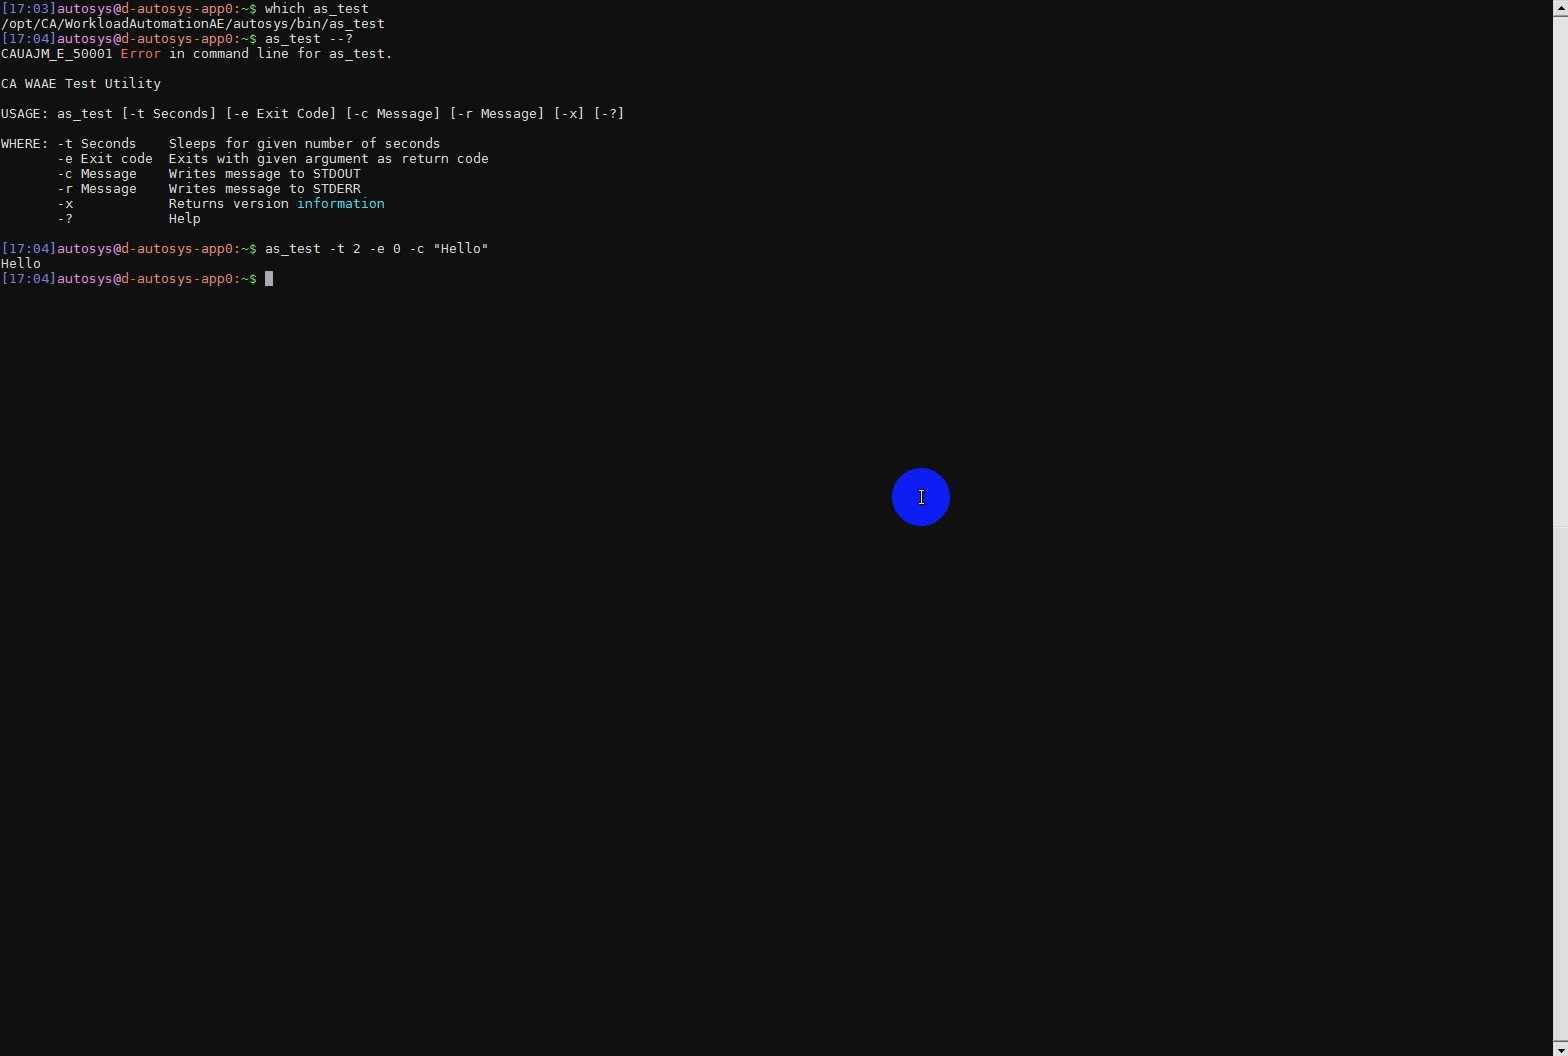 [17:03]autosys@d-autosys-app0:~$ which as_test
/opt/CA/WorkloadAutomationAE/autosys/bin/as_test
[17:04]autosys@d-autosys-app0:~$ as_test --?
CAUAJM_E_50001 Error in command line for as_test.

CA WAAE Test Utility

USAGE: as_test [-t Seconds] [-e Exit Code] [-c Message] [-r Message] [-x] [-?]

WHERE: -t Seconds    Sleeps for given number of seconds
       -e Exit code  Exits with given argument as return code
       -c Message    Writes message to STDOUT
       -r Message    Writes message to STDERR
       -x            Returns version information
       -?            Help

[17:04]autosys@d-autosys-app0:~$ as_test -t 2 -e 0 -c "Hello"
Hello
[17:04]autosys@d-autosys-app0:~$